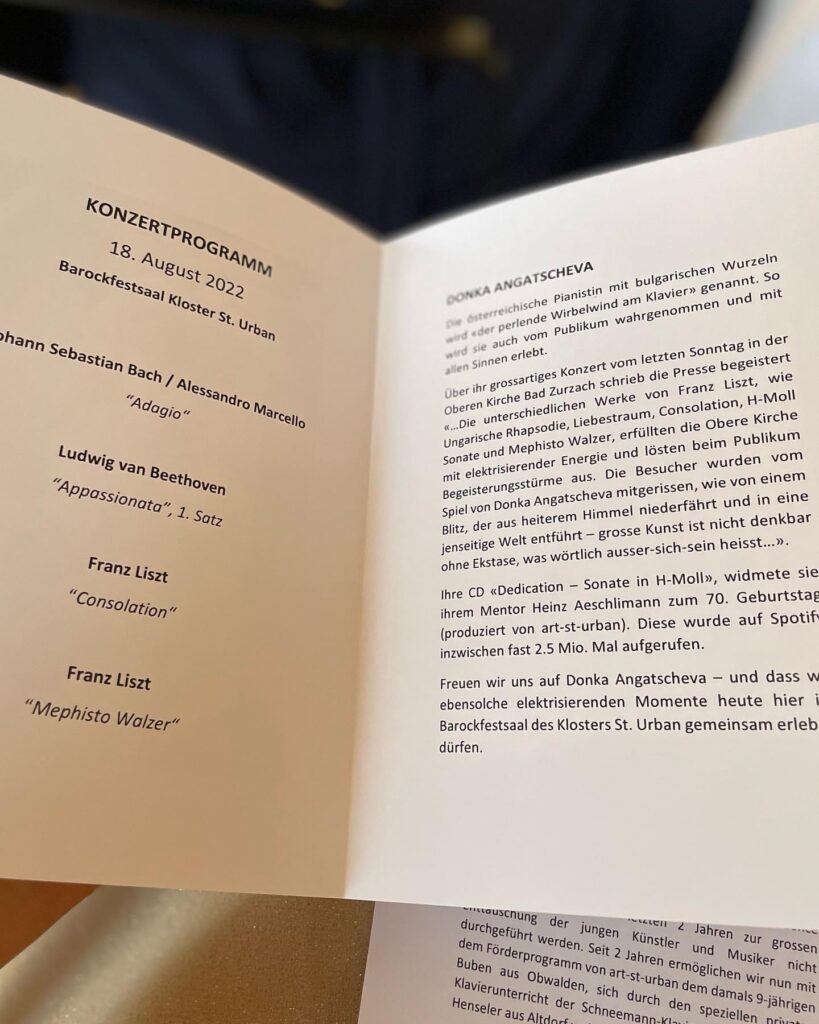 KONZERTPROGRAMM
18. August 2022
Barockfestsaal Kloster St. Urban
ohann Sebastian Bach / Alessandro Marcello
“Adagio“
Ludwig van Beethoven
“Appassionata“, 1. Satz
Franz Liszt
“Consolation“
Franz Liszt
“Mephisto Walzer“
DONKA ANGATSCHEVA
Die österreichische Pianistin mit bulgarischen Wurzeln
wird «der perlende Wirbelwind am Klavier» genannt. So
wird sie auch vom Publikum wahrgenommen und mit
allen Sinnen erlebt.
Über ihr grossartiges Konzert vom letzten Sonntag in der
Oberen Kirche Bad Zurzach schrieb die Presse begeistert
«...Die unterschiedlichen Werke von Franz Liszt, wie
Ungarische Rhapsodie, Liebestraum, Consolation, H-Moll
Sonate und Mephisto Walzer, erfüllten die Obere Kirche
mit elektrisierender Energie und lösten beim Publikum
Begeisterungsstürme aus. Die Besucher wurden vom
Spiel von Donka Angatscheva mitgerissen, wie von einem
Blitz, der aus heiterem Himmel niederfährt und in eine
jenseitige Welt entführt – grosse Kunst ist nicht denkbar
ohne Ekstase, was wörtlich ausser-sich-sein heisst...».
Ihre CD «Dedication – Sonate in H-Moll», widmete sie
ihrem Mentor Heinz Aeschlimann zum 70. Geburtstag
(produziert von art-st-urban). Diese wurde auf Spotify
inzwischen fast 2.5 Mio. Mal aufgerufen.
Freuen wir uns auf Donka Angatscheva – und dass w
ebensolche elektrisierenden Momente heute hier i
Barockfestsaal des Klosters St. Urban gemeinsam erleb
dürfen.
letzten 2 Jahren zur grossen
Enttäuschung der jungen Künstler und Musiker nicht
durchgeführt werden. Seit 2 Jahren ermöglichen wir nun mit
dem Förderprogramm von art-st-urban dem damals 9-jährigen
Buben aus Obwalden, sich durch den speziellen
Klavierunterricht der
Henseler aus Altdorf